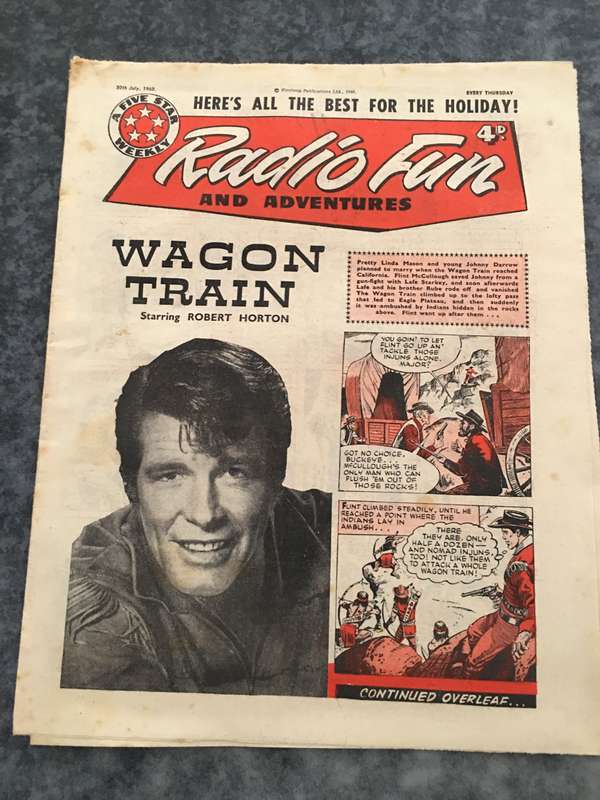 30th July, 1960.
© Fleetway Publications Ltd., 1960.
EVERY THURSDAY
A FIVE STAR WEEKLY
HERE'S ALL THE BEST FOR THE HOLIDAY!
4D.
Radio Fun
AND ADVENTURES
WAGON
TRAIN
Starring ROBERT HORTON
Pretty Linda Mason and young Johnny Darrow
planned to marry when the Wagon Train reached
California. Flint McCullough saved Johnny from a
gun-fight with Lafe Starkey, and soon afterwards
Lafe and his brother Rube rode off and vanished
The Wagon Train climbed up to the lofty pass
that led to Eagle Plateau, and then suddenly
it was ambushed by Indians hidden in the rocks
above. Flint went up after them . . .
YOU GOIN' TO LET
FLINT GO UP AN'
TACKLE THOSE
INJUNS ALONE,
MAJOR?
GOT NO CHOICE,
BUCKEYE. .
McCULLOUGH'S THE
ONLY MAN WHO CAN
FLUSH 'EM OUT OF
THOSE ROCKS!
FLINT CLIMBED STEADILY, UNTIL HE
REACHED A POINT WHERE THE
INDIANS LAY IN
AMBUSH. . . .
THERE
THEY ARE. ONLY
HALF A DOZEN —
AND NOMAD INJUNS,
TOO! NOT LIKE THEM
TO ATTACK A WHOLE
WAGON TRAIN!
CONTINUED OVERLEAF...